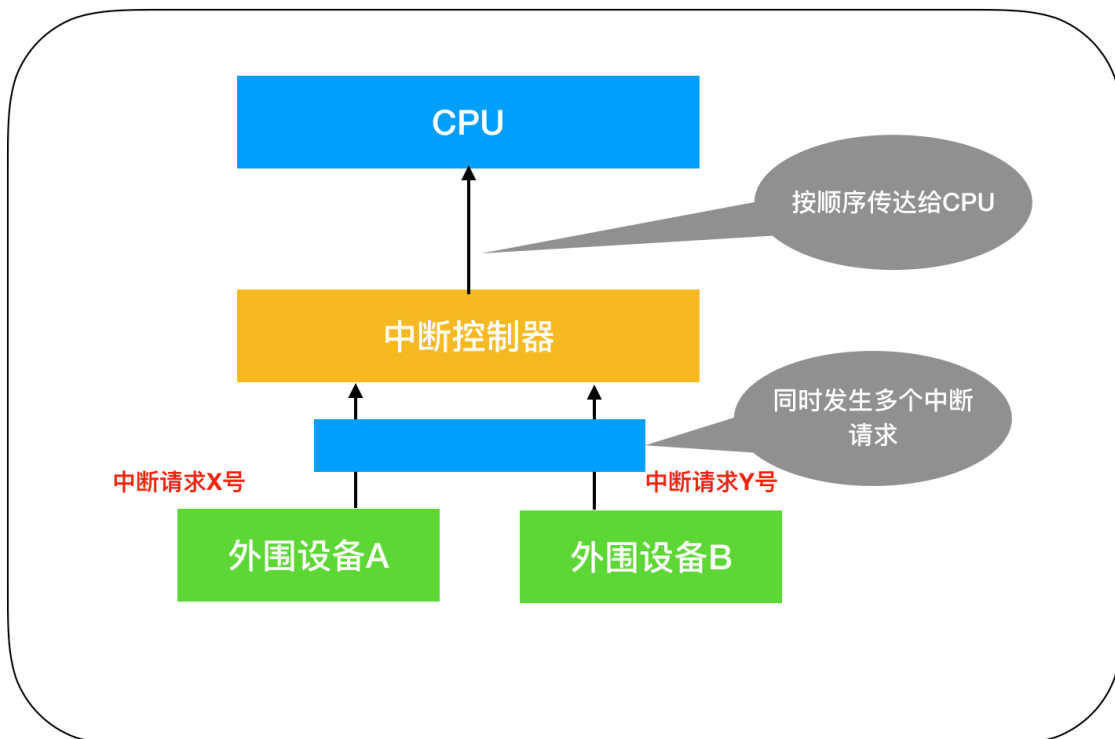 CPU
按顺序传达给CPU
中断控制器
同时发生多个中断
请求
中断请求X号
中断请求Y号
外围设备A
外围设备B